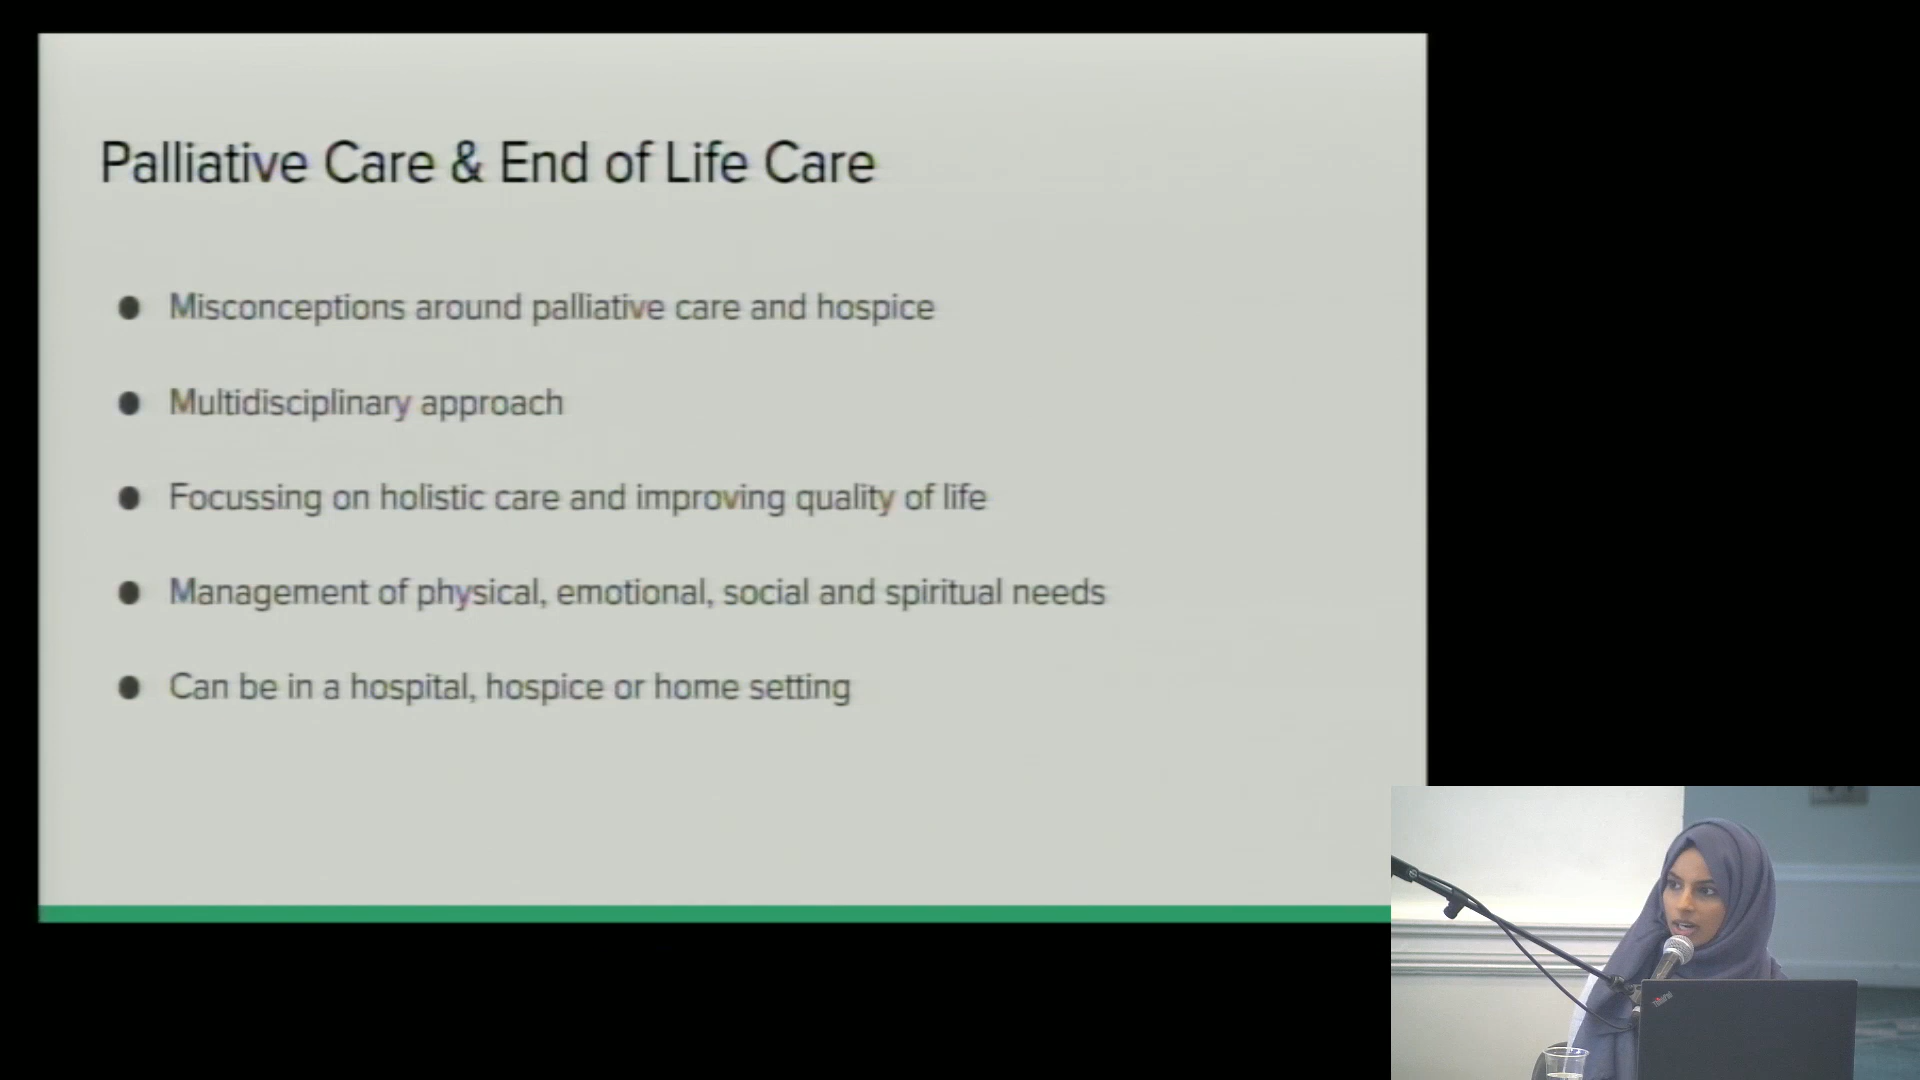 Palliative Care & End of Life Care
● Misconceptions around palliative care and hospice
● Multidisciplinary approach
● Focussing on holistic care and improving quality of life
● Management of physical, emotional, social and spiritual needs
● Can be in a hospital, hospice or home setting
ThinkPad